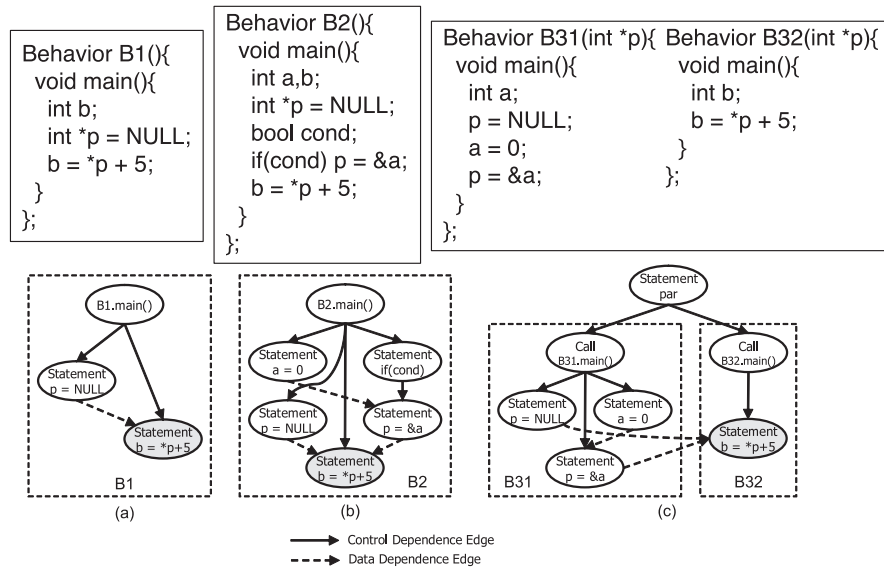 Behavior B1(){
void main(){
int b;
int *p = NULL;
b = *p + 5;
}
};
Behavior B2(){
void main(){
int a,b;
int *p = NULL;
bool cond;
if(cond) p = &a;
b = *p + 5;
}
};
Behavior B31(int *p){
void main(){
int a;
p = NULL;
a = 0;
p = &a;
}
};
Behavior B32(int *p){
void main(){
int b;
b = *p + 5;
}
};
B1.main()
Statement
p = NULL
Statement
b = *p+5
B1
(a)
B2.main()
Statement
a = 0
Statement
if(cond)
Statement
p = NULL
Statement
p = &a
Statement
b = *p+5
B2
(b)
Statement
par
Call
B31.main()
Call
B32.main()
Statement
p = NULL
Statement
a = 0
Statement
b = *p+5
Statement
p = &a
B31
B32
(c)
Control Dependence Edge
Data Dependence Edge